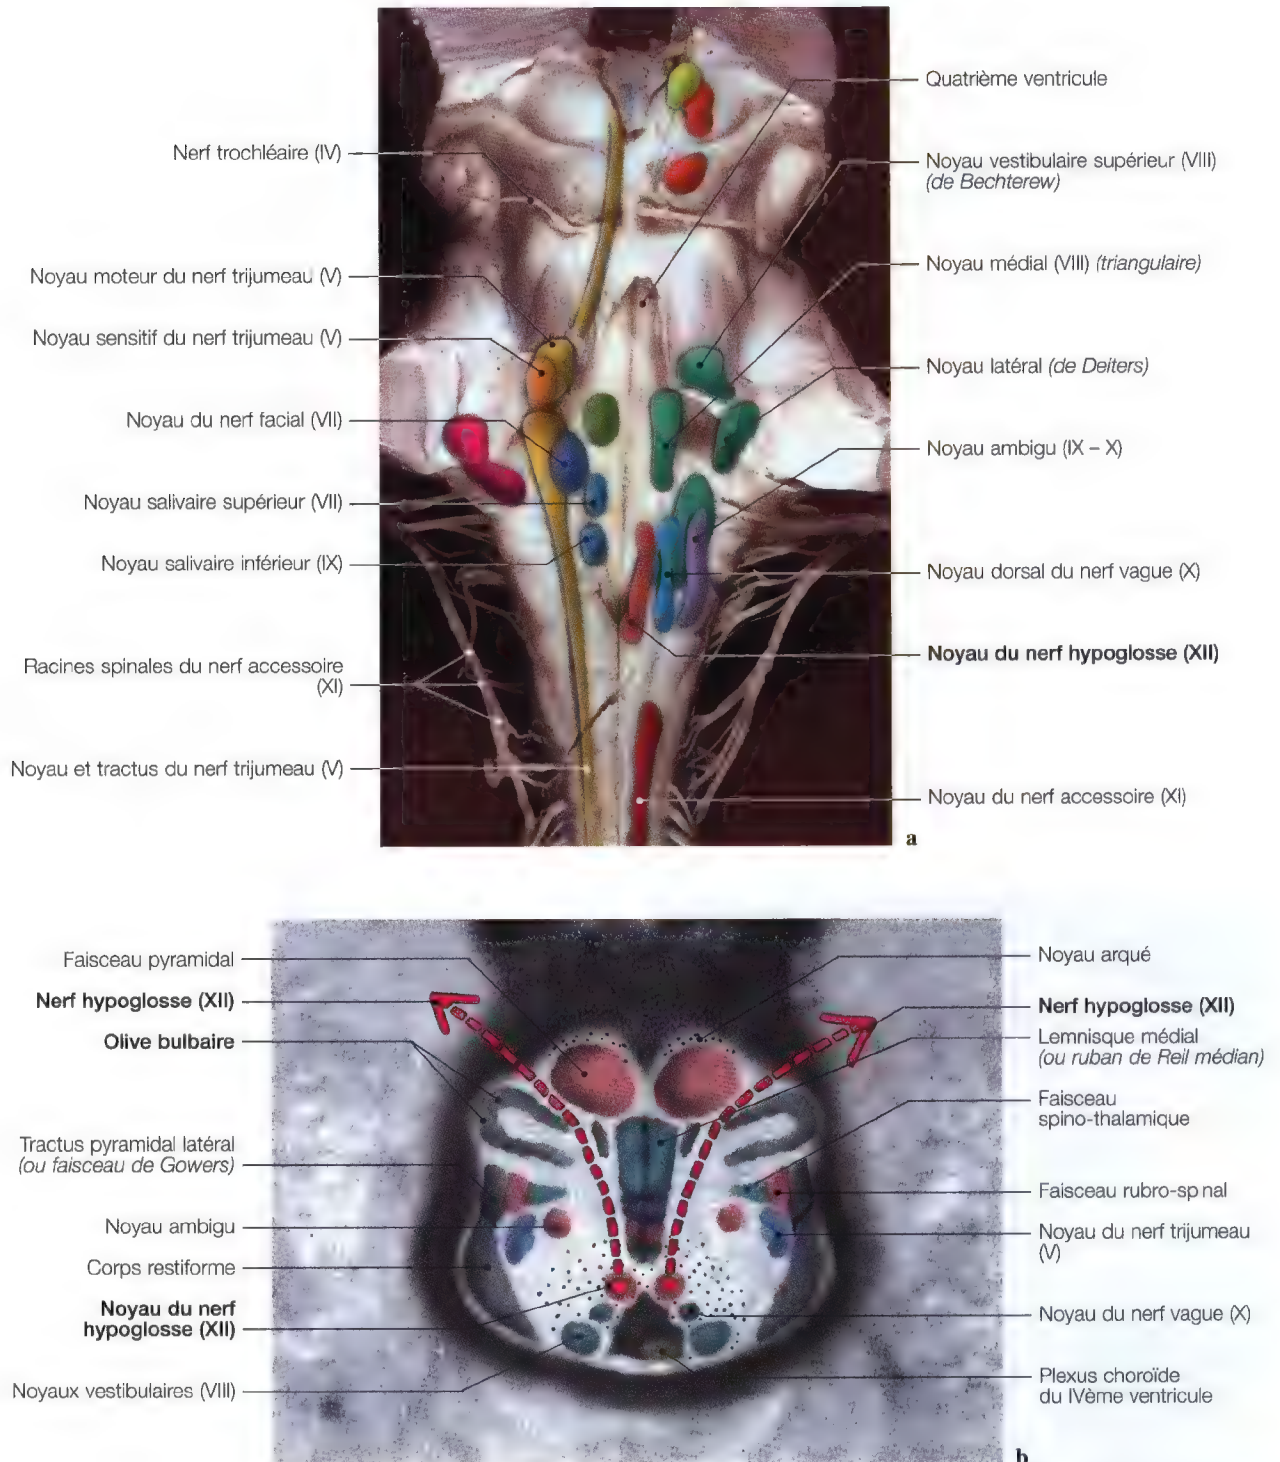 Quatrième ventricule
Nerf trochléaire (IV)
Noyau vestibulaire supérieur (VIII)
(de Bechterew)
Noyau moteur du nerf trijumeau (V)
Noyau médial (VIII) (triangulaire)
Noyau sensitif du nerf trijumeau (V)
Noyau latéral (de Deiters)
Noyau du nerf facial (VII)
Noyau ambigu (IX – X)
Noyau salivaire supérieur (VII)
Noyau salivaire inférieur (IX)
Noyau dorsal du nerf vague (X)
Noyau du nerf hypoglosse (XII)
Racines spinales du nerf accessoire
(XI)
Noyau et tractus du nerf trijumeau (V)
Noyau du nerf accessoire (XI)
a
Faisceau pyramidal
Noyau arqué
Nerf hypoglosse (XII)
Nerf hypoglosse (XII)
Olive bulbaire
Lemnisque médial
(ou ruban de Reil médian)
Faisceau
spino-thalamique
Tractus pyramidal latéral
(ou faisceau de Gowers)
Faisceau rubro-spinal
Noyau ambigu
Noyau du nerf trijumeau
(V)
Corps restiforme
Noyau du nerf
hypoglosse (XII)
Noyau du nerf vague (X)
Noyaux vestibulaires (VIII)
Plexus choroïde
du IVème ventricule
b